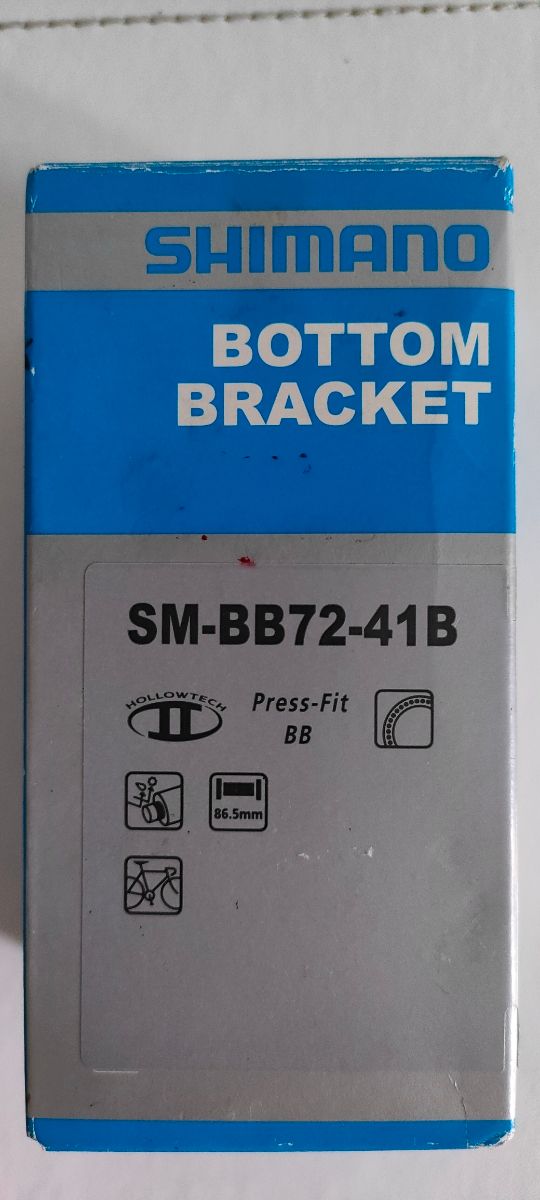 SHIMANO
BOTTOM
BRACKET
SM-BB72-41B
HOLLOWTECH
II
Press-Fit
BB
86.5mm